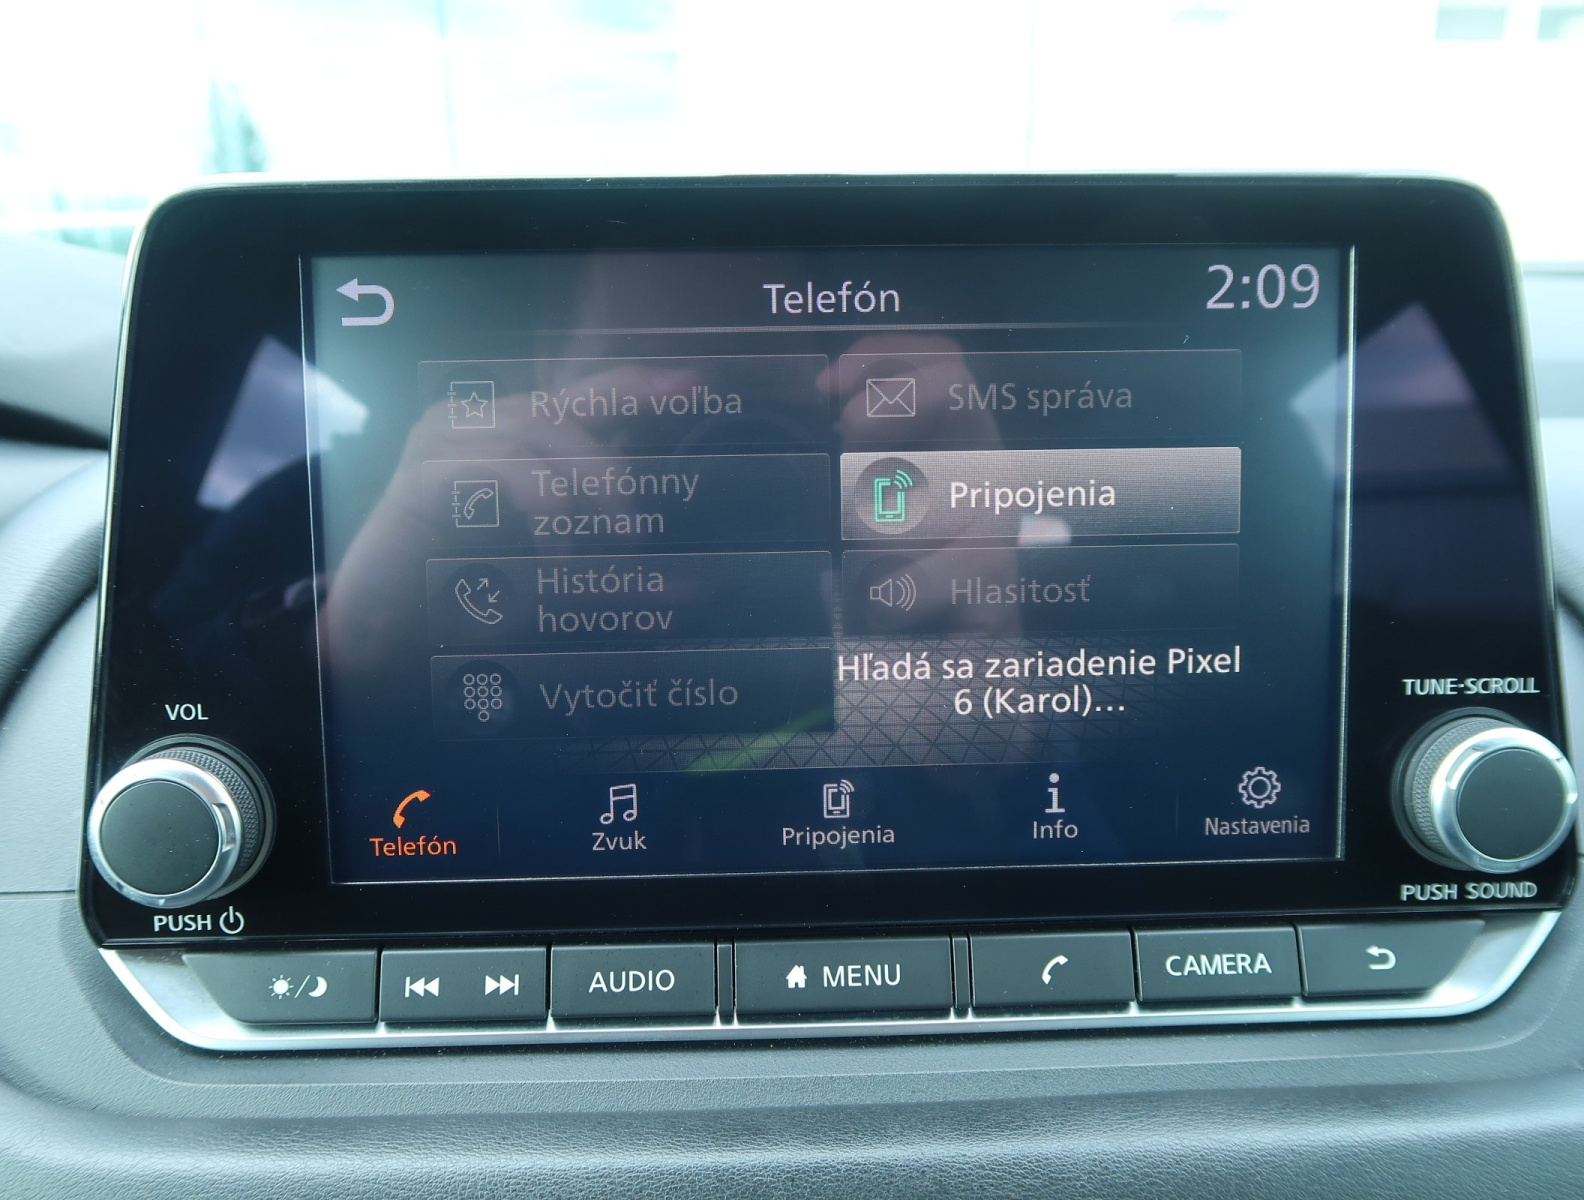 Telefón
2:09
Rýchla voľba
SMS správa
Telefónny
zoznam
Pripojenia
História
hovorov
Hlasitosť
Vytočiť číslo
Hľadá sa zariadenie Pixel
6 (Karol)...
Telefón
Zvuk
Pripojenia
Info
Nastavenia
VOL
PUSH
TUNE·SCROLL
PUSH SOUND
AUDIO
MENU
CAMERA